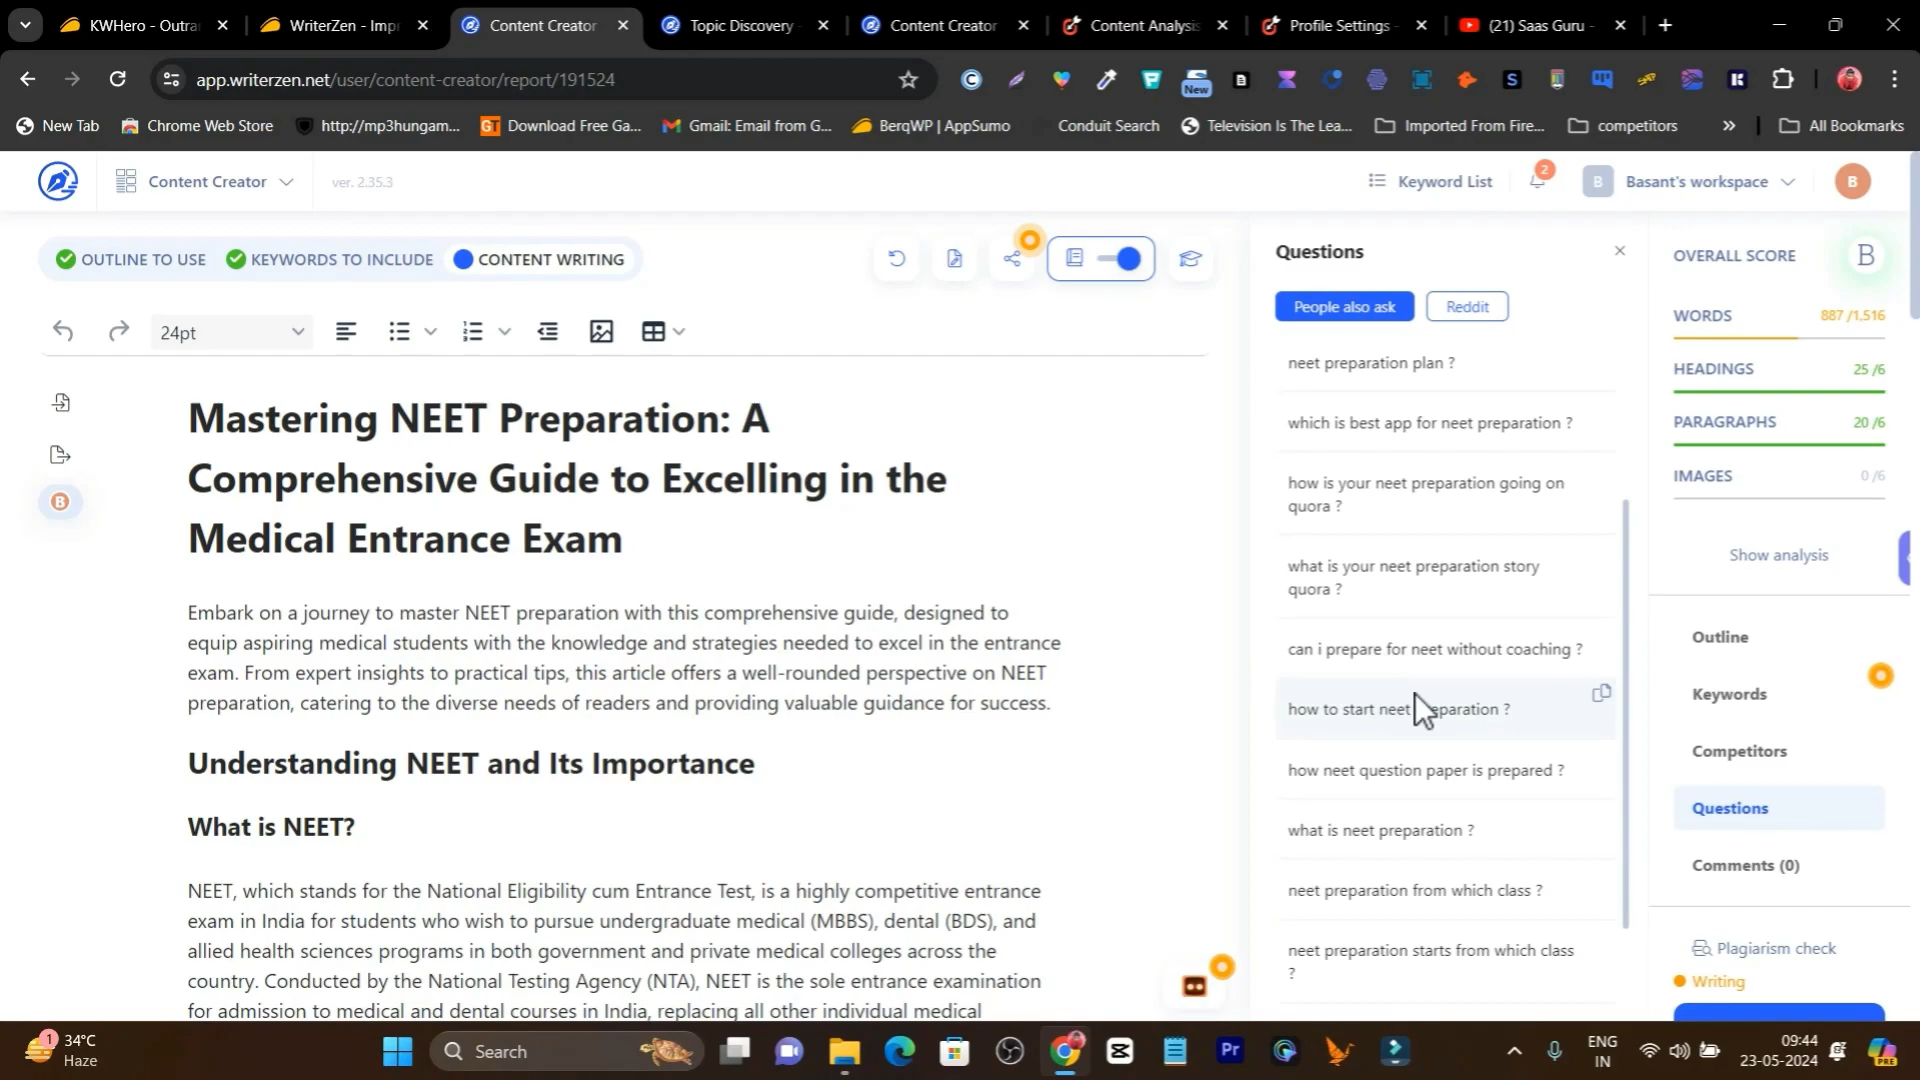 KWHero - Outra
WriterZen - Imp
Content Creator
Topic Discovery
Content Creator
Content Analysis
Profile Settings -
(21) Saas Guru -
app.writerzen.net/user/content-creator/report/191524
New
New Tab
Chrome Web Store
http://mp3hungam...
Download Free Ga...
Gmail: Email from G...
BerqWP | AppSumo
Conduit Search
Television Is The Lea...
Imported From Fire...
competitors
All Bookmarks
Content Creator
ver. 2.35.3
Keyword List
2
B
Basant's workspace
B
OUTLINE TO USE
KEYWORDS TO INCLUDE
CONTENT WRITING
24pt
Mastering NEET Preparation: A
Comprehensive Guide to Excelling in the
Medical Entrance Exam
Embark on a journey to master NEET preparation with this comprehensive guide, designed to
equip aspiring medical students with the knowledge and strategies needed to excel in the entrance
exam. From expert insights to practical tips, this article offers a well-rounded perspective on NEET
preparation, catering to the diverse needs of readers and providing valuable guidance for success.
Understanding NEET and Its Importance
What is NEET?
NEET, which stands for the National Eligibility cum Entrance Test, is a highly competitive entrance
exam in India for students who wish to pursue undergraduate medical (MBBS), dental (BDS), and
allied health sciences programs in both government and private medical colleges across the
country. Conducted by the National Testing Agency (NTA), NEET is the sole entrance examination
for admission to medical and dental courses in India, replacing all other individual medical
B
Questions
People also ask
Reddit
neet preparation plan ?
which is best app for neet preparation ?
how is your neet preparation going on
quora ?
what is your neet preparation story
quora ?
can i prepare for neet without coaching ?
how to start neet preparation ?
how neet question paper is prepared ?
what is neet preparation ?
neet preparation from which class ?
neet preparation starts from which class
?
OVERALL SCORE
B
WORDS
887 /1,516
HEADINGS
25 /6
PARAGRAPHS
20 /6
IMAGES
0 /6
Show analysis
Outline
Keywords
Competitors
Questions
Comments (0)
Plagiarism check
Writing
1
34°C
Haze
Search
Pr
ENG
IN
09:44
23-05-2024
PRE